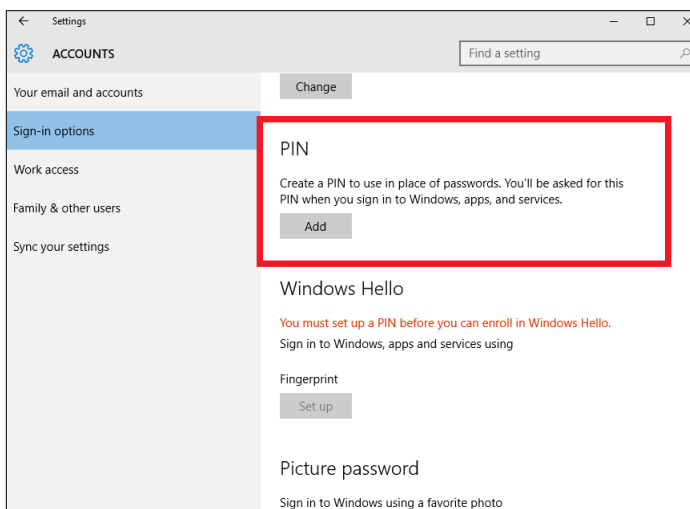 Settings
ACCOUNTS
Find a setting
Your email and accounts
Sign-in options
Work access
Family & other users
Sync your settings
Change
PIN
Create a PIN to use in place of passwords. You'll be asked for this
PIN when you sign in to Windows, apps, and services.
Add
Windows Hello
You must set up a PIN before you can enroll in Windows Hello.
Sign in to Windows, apps and services using
Fingerprint
Set up
Picture password
Sign in to Windows using a favorite photo